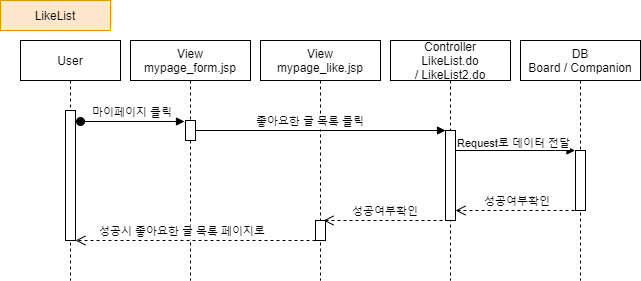 LikeList
User
View
mypage_form.jsp
View
mypage_like.jsp
Controller
LikeList.do
/ LikeList2.do
DB
Board / Companion
마이페이지 클릭
좋아요한 글 목록 클릭
Request로 데이터 전달
성공여부확인
성공여부확인
성공시 좋아요한 글 목록 페이지로